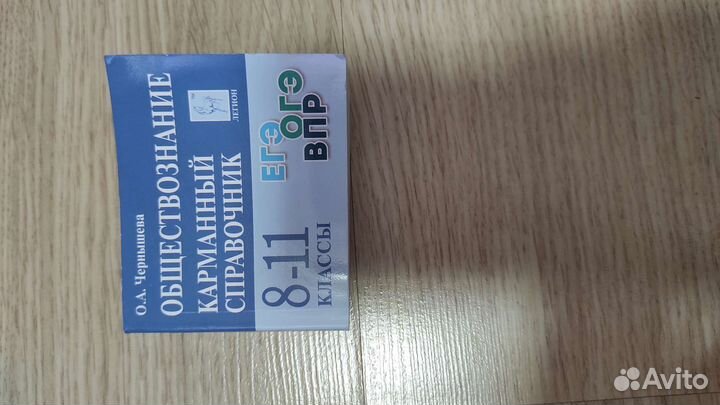 О.А. Чернышева
ОБЩЕСТВОЗНАНИЕ
КАРМАННЫЙ
СПРАВОЧНИК
ЛЕГИОН
8-11
КЛАССЫ
ЕГЭ
ОГЭ
ВПР
Avito